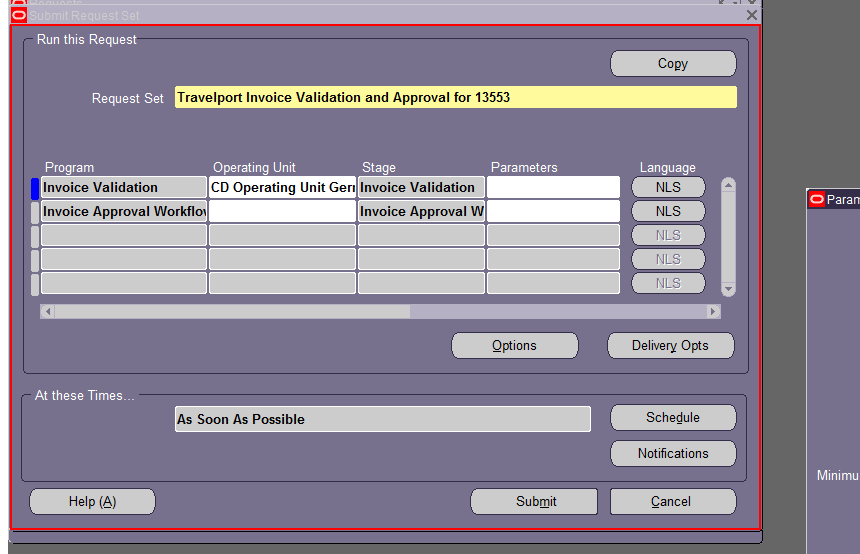 Requests
Submit Request Set
Run this Request
Copy
Request Set
Travelport Invoice Validation and Approval for 13553
Program Operating Unit Stage Parameters Language
Invoice Validation CD Operating Unit Gern Invoice Validation NLS
Invoice Approval Workflow Invoice Approval W NLS
NLS
NLS
NLS
Options Delivery Opts
At these Times...
As Soon As Possible
Schedule
Notifications
Help (A) Submit Cancel
Param
Minimu